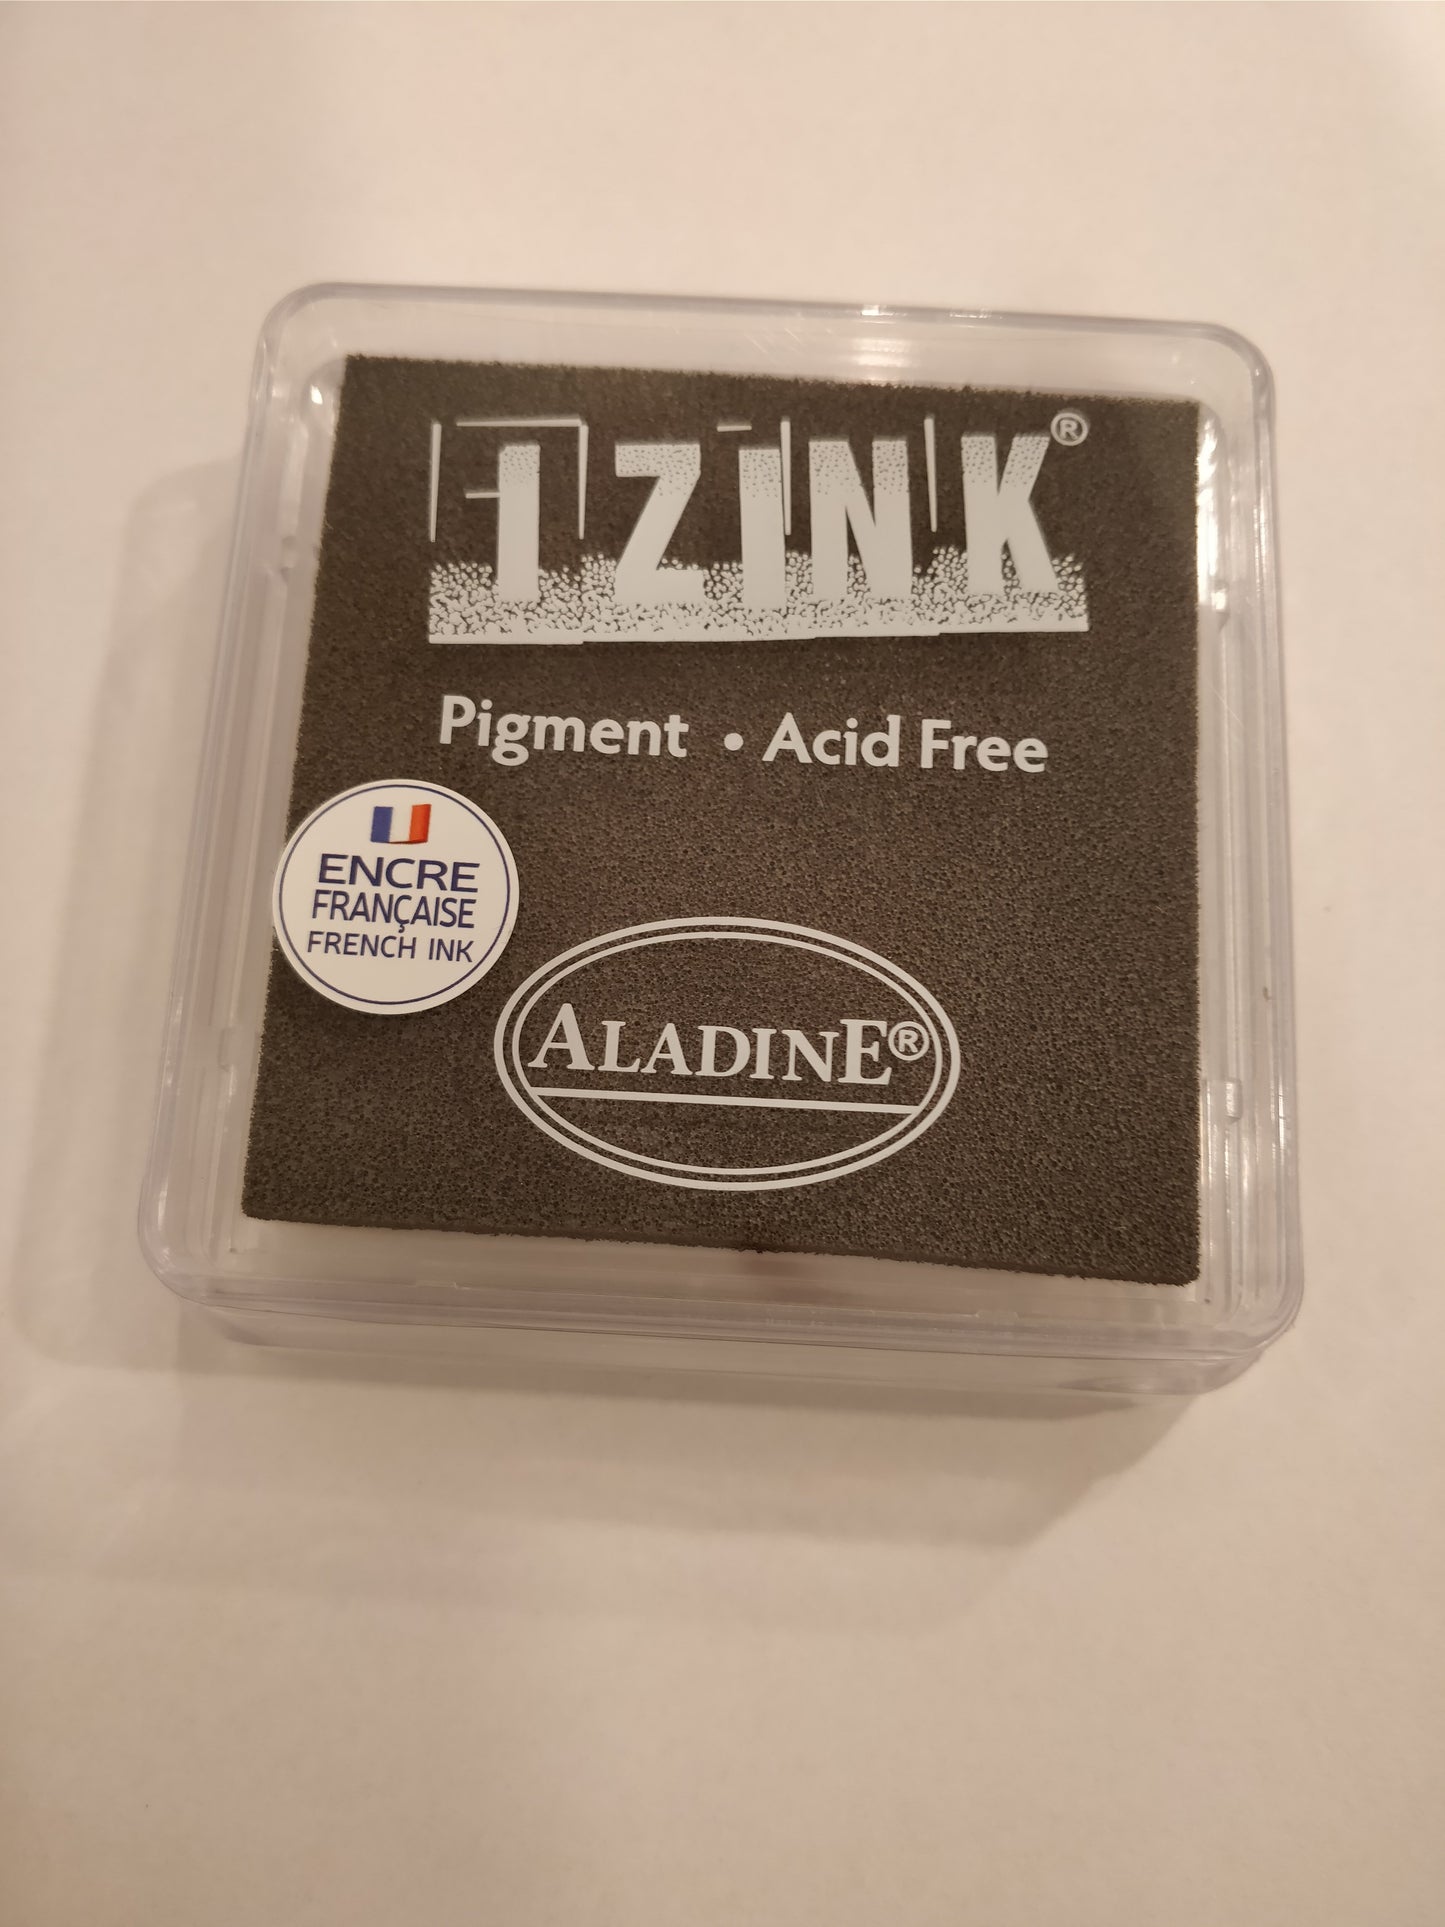 IZINK®
Pigment • Acid Free
ENCRE
FRANÇAISE
FRENCH INK
ALADINE®